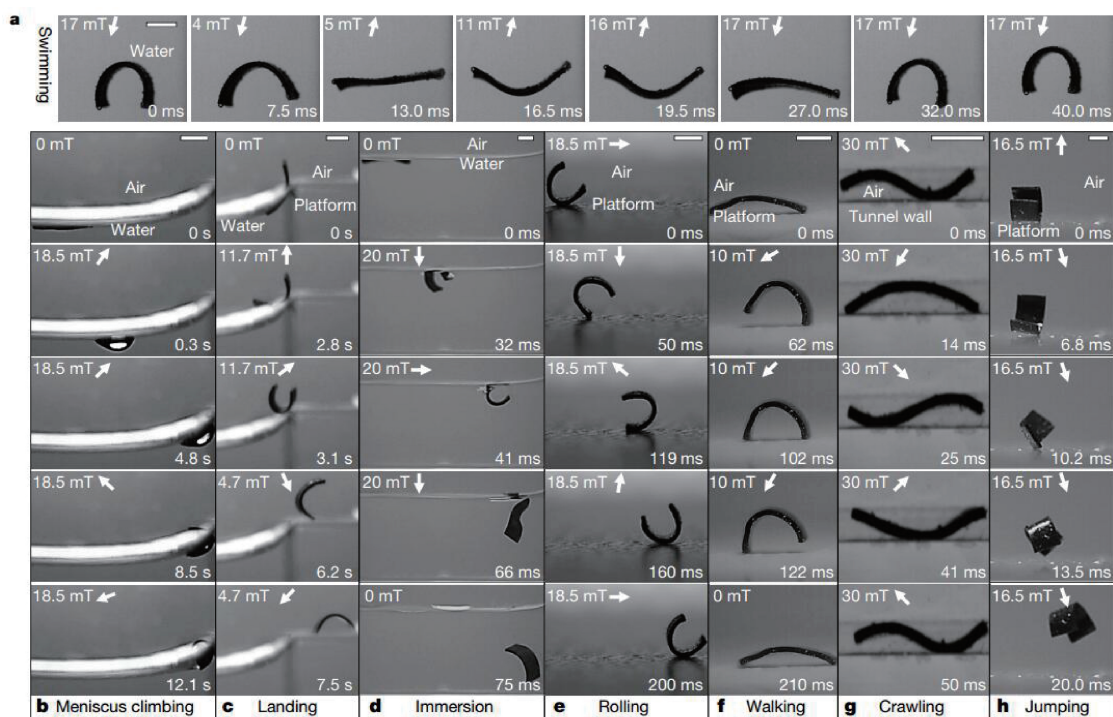 a
Swimming
17 mT
Water
0 ms
4 mT
7.5 ms
5 mT
13.0 ms
11 mT
16.5 ms
16 mT
19.5 ms
17 mT
27.0 ms
17 mT
32.0 ms
17 mT
40.0 ms
0 mT
Air
Water
0 s
18.5 mT
0.3 s
18.5 mT
4.8 s
18.5 mT
8.5 s
18.5 mT
12.1 s
b Meniscus climbing
0 mT
Air
Platform
Water
0 s
11.7 mT
2.8 s
11.7 mT
3.1 s
4.7 mT
6.2 s
4.7 mT
7.5 s
c Landing
0 mT
Air
Water
0 ms
20 mT
32 ms
20 mT
41 ms
20 mT
66 ms
0 mT
75 ms
d Immersion
18.5 mT
Air
Platform
0 ms
18.5 mT
50 ms
18.5 mT
119 ms
18.5 mT
160 ms
18.5 mT
200 ms
e Rolling
0 mT
Air
Platform
0 ms
10 mT
62 ms
10 mT
102 ms
10 mT
122 ms
0 mT
210 ms
f Walking
30 mT
Air
Tunnel wall
0 ms
30 mT
14 ms
30 mT
25 ms
30 mT
41 ms
30 mT
50 ms
g Crawling
16.5 mT
Air
Platform
0 ms
16.5 mT
6.8 ms
16.5 mT
10.2 ms
16.5 mT
13.5 ms
16.5 mT
20.0 ms
h Jumping